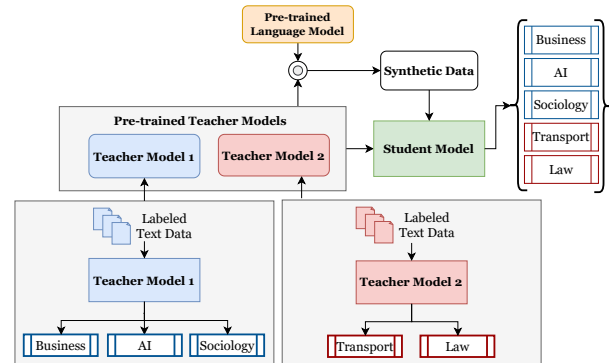 Pre-trained
Language Model
Synthetic Data
Pre-trained Teacher Models
Teacher Model 1
Teacher Model 2
Student Model
Business
AI
Sociology
Transport
Law
Labeled
Text Data
Teacher Model 1
Business
AI
Sociology
Labeled
Text Data
Teacher Model 2
Transport
Law